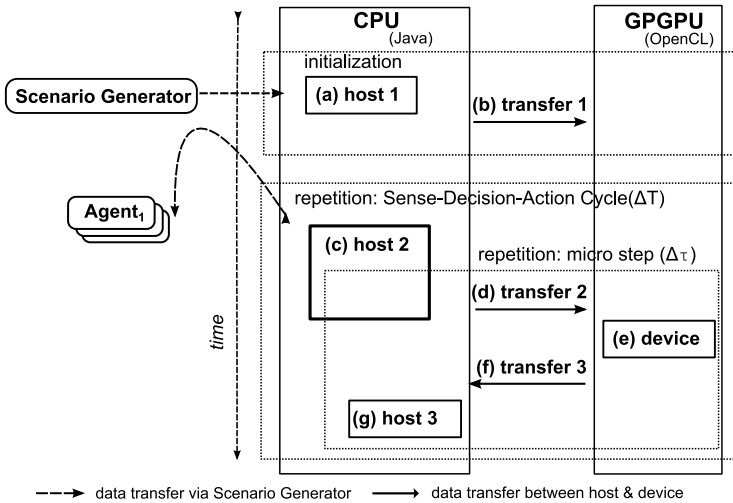 CPU
(Java)
GPGPU
(OpenCL)
initialization
Scenario Generator
(a) host 1
(b) transfer 1
repetition: Sense-Decision-Action Cycle(ΔT)
Agent₁
(c) host 2
repetition: micro step (Δτ)
(d) transfer 2
time
(e) device
(f) transfer 3
(g) host 3
data transfer via Scenario Generator
data transfer between host & device